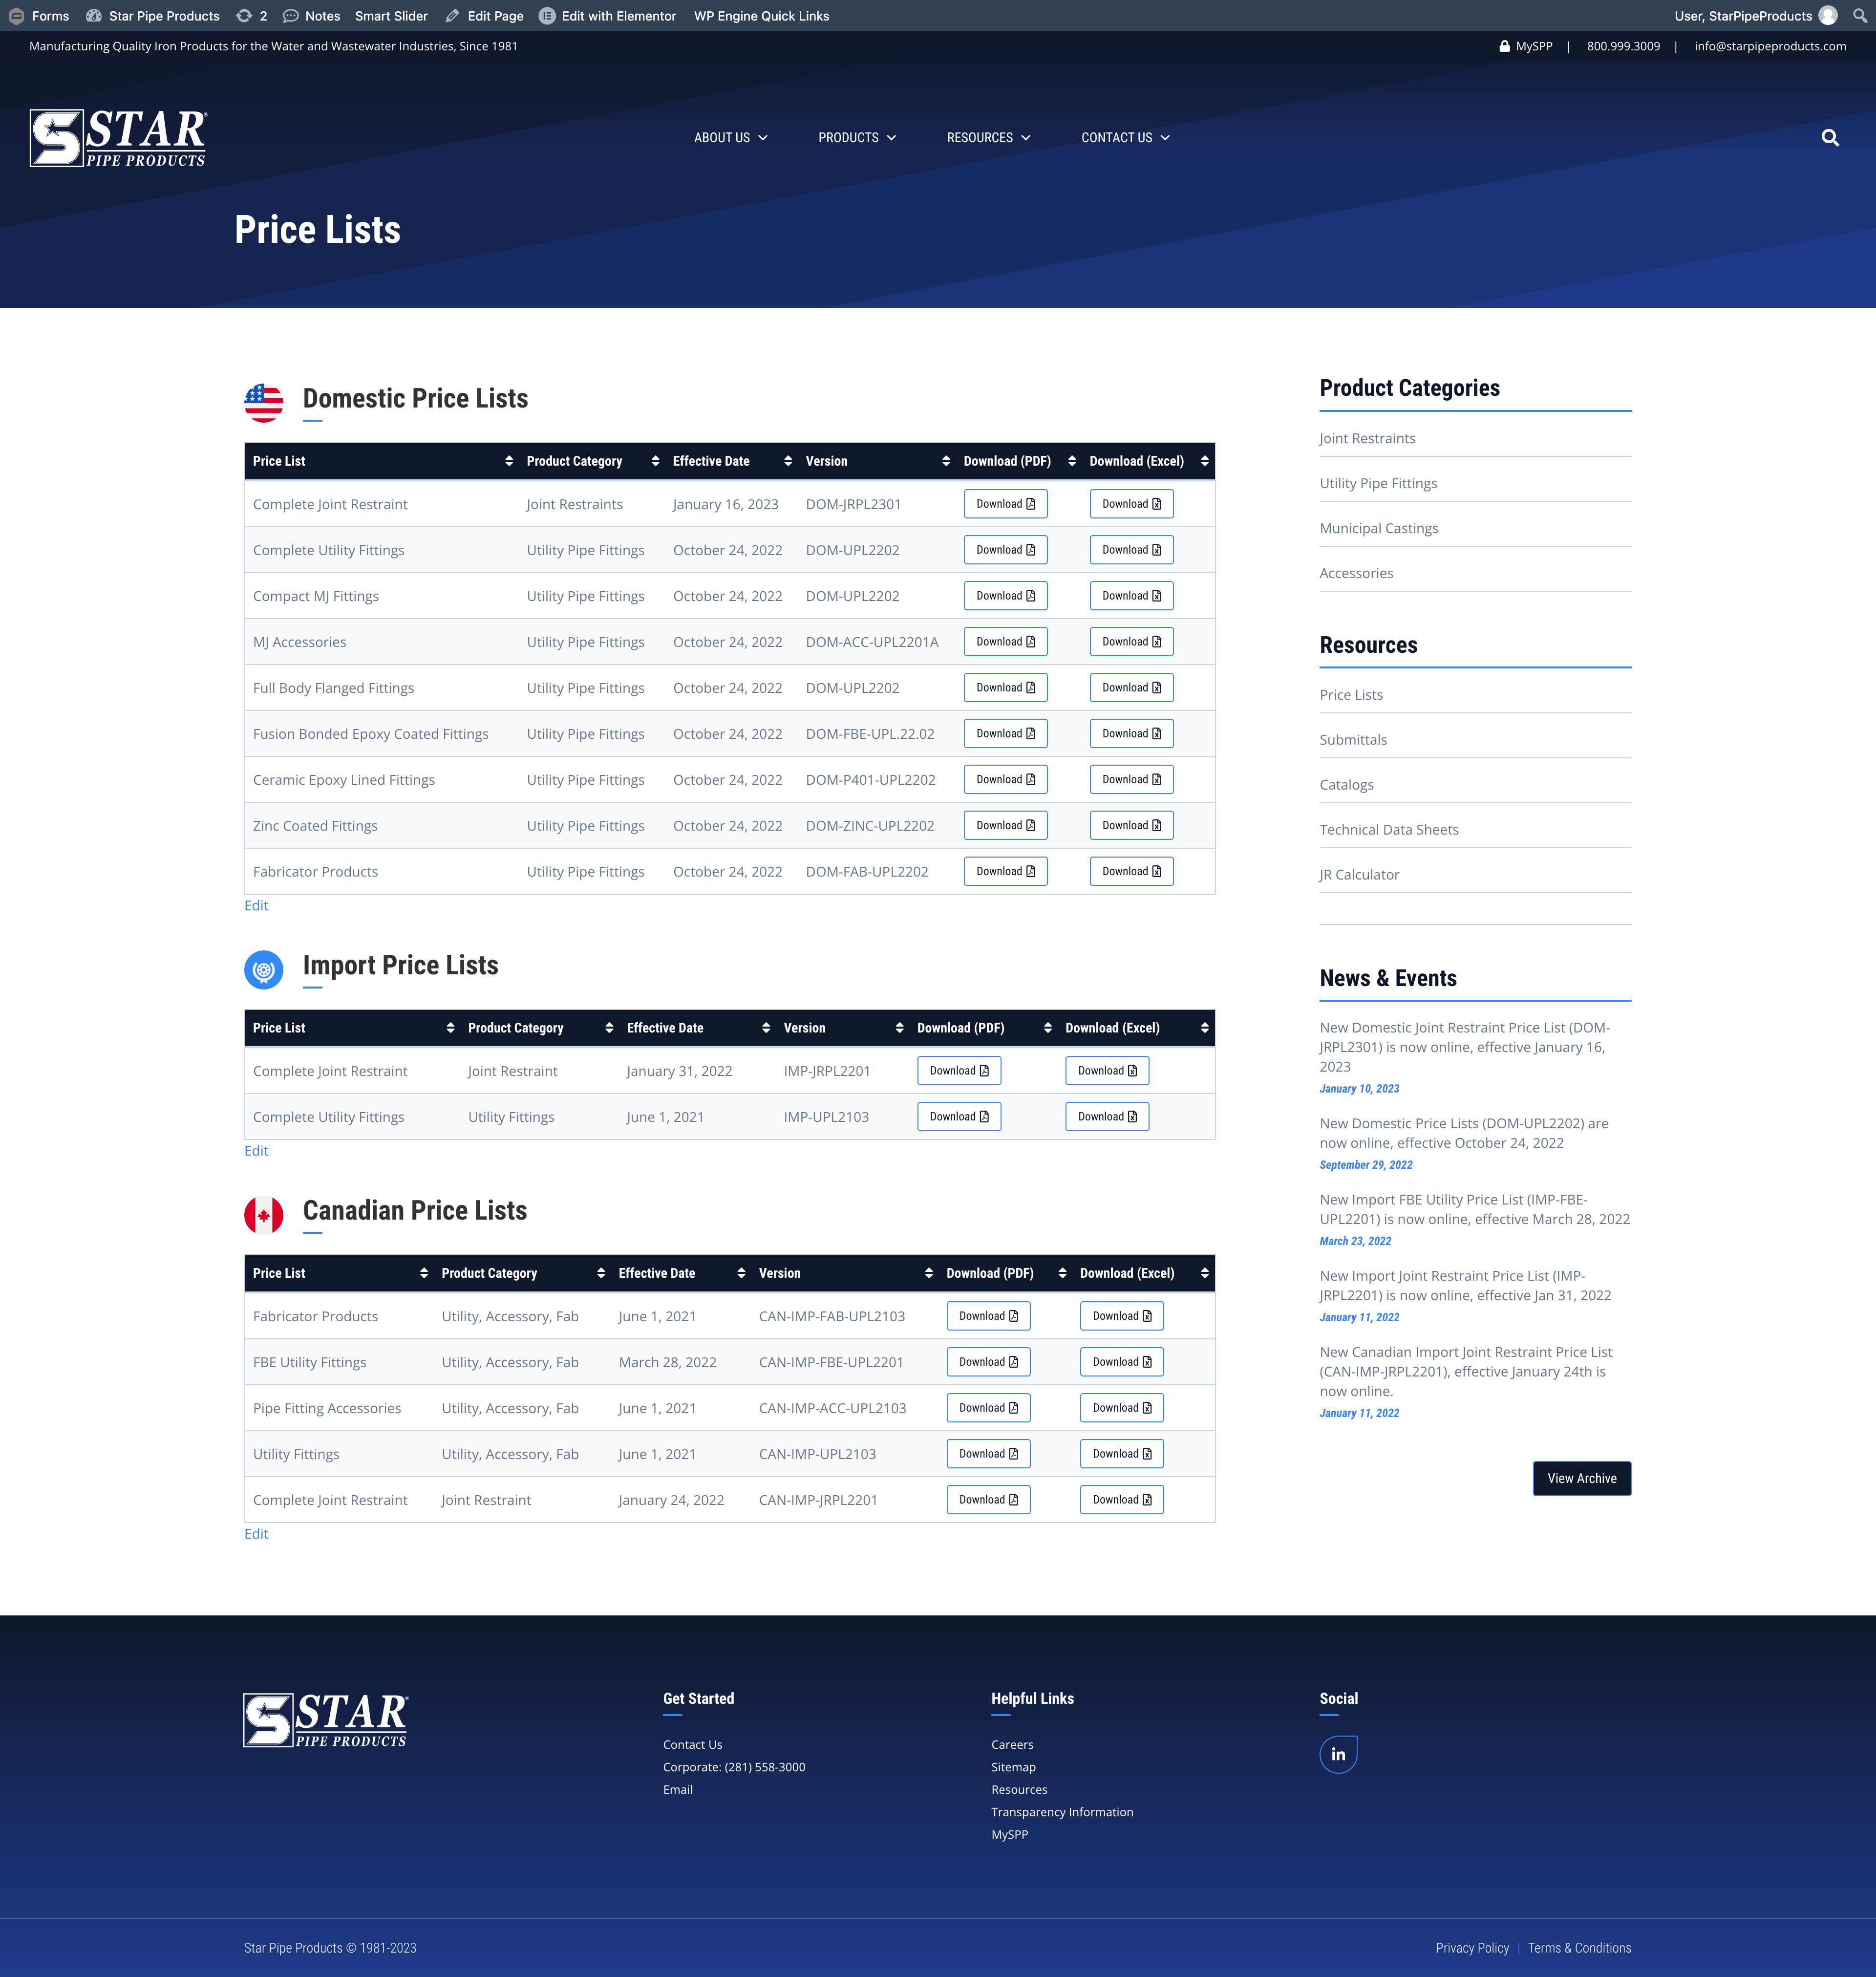 Forms Star Pipe Products 2 Notes Smart Slider Edit Page Edit with Elementor WP Engine Quick Links User, StarPipeProducts
Manufacturing Quality Iron Products for the Water and Wastewater Industries, Since 1981 MySPP | 800.999.3009 | info@starpipeproducts.com
STAR®
PIPE PRODUCTS
ABOUT US PRODUCTS RESOURCES CONTACT US
Price Lists
Domestic Price Lists
Price List Product Category Effective Date Version Download (PDF) Download (Excel)
Complete Joint Restraint Joint Restraints January 16, 2023 DOM-JRPL2301 Download Download
Complete Utility Fittings Utility Pipe Fittings October 24, 2022 DOM-UPL2202 Download Download
Compact MJ Fittings Utility Pipe Fittings October 24, 2022 DOM-UPL2202 Download Download
MJ Accessories Utility Pipe Fittings October 24, 2022 DOM-ACC-UPL2201A Download Download
Full Body Flanged Fittings Utility Pipe Fittings October 24, 2022 DOM-UPL2202 Download Download
Fusion Bonded Epoxy Coated Fittings Utility Pipe Fittings October 24, 2022 DOM-FBE-UPL.22.02 Download Download
Ceramic Epoxy Lined Fittings Utility Pipe Fittings October 24, 2022 DOM-P401-UPL2202 Download Download
Zinc Coated Fittings Utility Pipe Fittings October 24, 2022 DOM-ZINC-UPL2202 Download Download
Fabricator Products Utility Pipe Fittings October 24, 2022 DOM-FAB-UPL2202 Download Download
Edit
Import Price Lists
Price List Product Category Effective Date Version Download (PDF) Download (Excel)
Complete Joint Restraint Joint Restraint January 31, 2022 IMP-JRPL2201 Download Download
Complete Utility Fittings Utility Fittings June 1, 2021 IMP-UPL2103 Download Download
Edit
Canadian Price Lists
Price List Product Category Effective Date Version Download (PDF) Download (Excel)
Fabricator Products Utility, Accessory, Fab June 1, 2021 CAN-IMP-FAB-UPL2103 Download Download
FBE Utility Fittings Utility, Accessory, Fab March 28, 2022 CAN-IMP-FBE-UPL2201 Download Download
Pipe Fitting Accessories Utility, Accessory, Fab June 1, 2021 CAN-IMP-ACC-UPL2103 Download Download
Utility Fittings Utility, Accessory, Fab June 1, 2021 CAN-IMP-UPL2103 Download Download
Complete Joint Restraint Joint Restraint January 24, 2022 CAN-IMP-JRPL2201 Download Download
Edit
Product Categories
Joint Restraints
Utility Pipe Fittings
Municipal Castings
Accessories
Resources
Price Lists
Submittals
Catalogs
Technical Data Sheets
JR Calculator
News & Events
New Domestic Joint Restraint Price List (DOM-
JRPL2301) is now online, effective January 16,
2023
January 10, 2023
New Domestic Price Lists (DOM-UPL2202) are
now online, effective October 24, 2022
September 29, 2022
New Import FBE Utility Price List (IMP-FBE-
UPL2201) is now online, effective March 28, 2022
March 23, 2022
New Import Joint Restraint Price List (IMP-
JRPL2201) is now online, effective Jan 31, 2022
January 11, 2022
New Canadian Import Joint Restraint Price List
(CAN-IMP-JRPL2201), effective January 24th is
now online.
January 11, 2022
View Archive
STAR®
PIPE PRODUCTS
Get Started
Contact Us
Corporate: (281) 558-3000
Email
Helpful Links
Careers
Sitemap
Resources
Transparency Information
MySPP
Social
in
Star Pipe Products © 1981-2023 Privacy Policy | Terms & Conditions